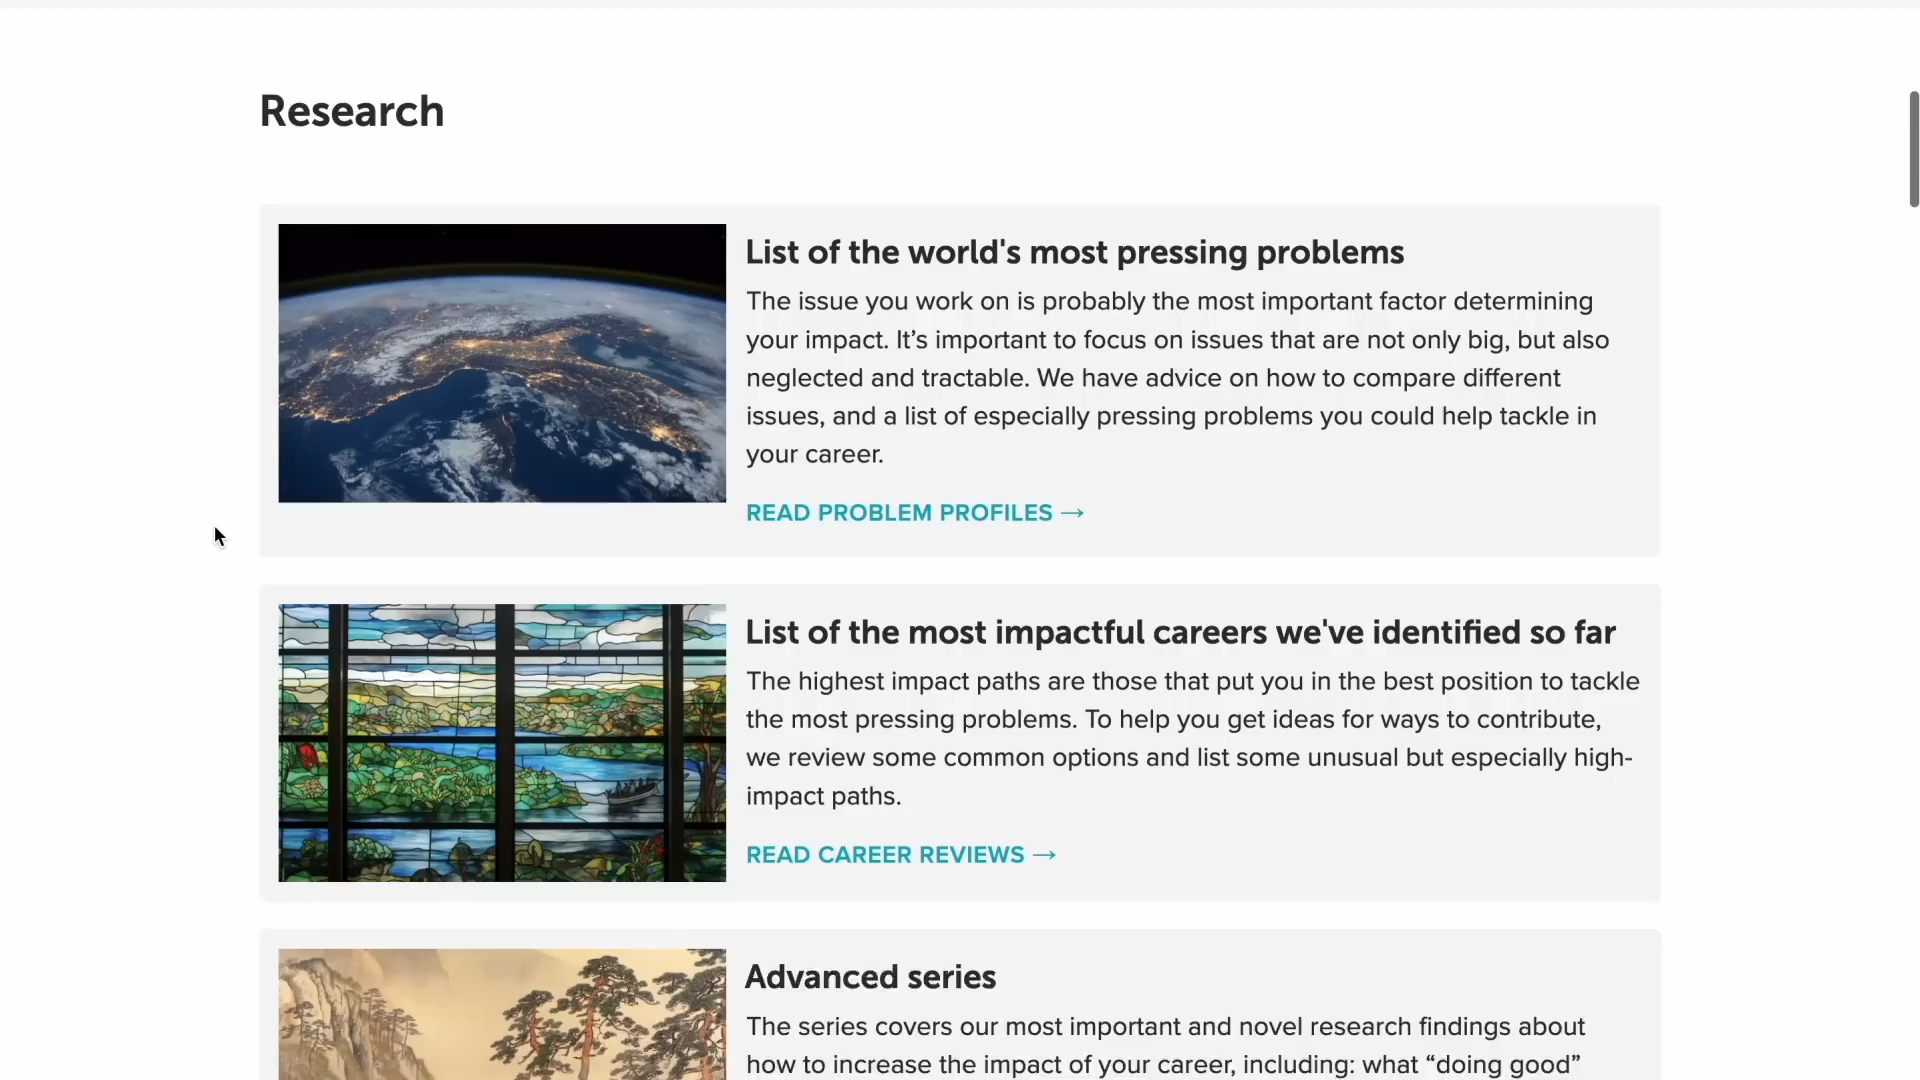 Research
List of the world's most pressing problems
The issue you work on is probably the most important factor determining
your impact. It’s important to focus on issues that are not only big, but also
neglected and tractable. We have advice on how to compare different
issues, and a list of especially pressing problems you could help tackle in
your career.
READ PROBLEM PROFILES →
List of the most impactful careers we've identified so far
The highest impact paths are those that put you in the best position to tackle
the most pressing problems. To help you get ideas for ways to contribute,
we review some common options and list some unusual but especially high-
impact paths.
READ CAREER REVIEWS →
Advanced series
The series covers our most important and novel research findings about
how to increase the impact of your career, including: what “doing good”